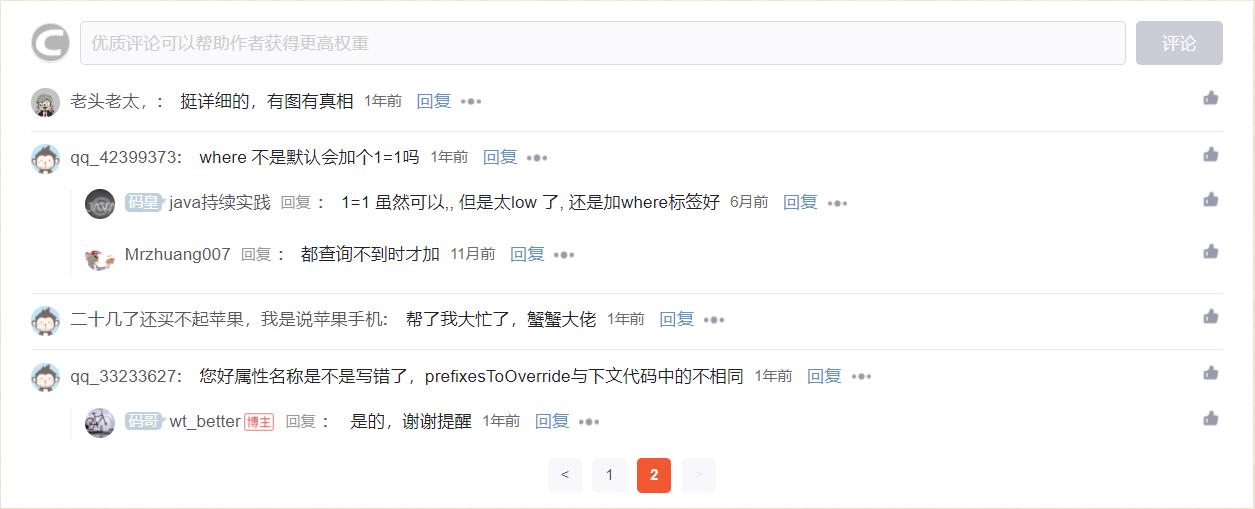 优质评论可以帮助作者获得更高权重 评论
老头老太，： 挺详细的，有图有真相 1年前 回复 •••
qq_42399373： where 不是默认会加个1=1吗 1年前 回复 •••
码皇 java持续实践 回复： 1=1 虽然可以,, 但是太low 了, 还是加where标签好 6月前 回复 •••
Mrzhuang007 回复： 都查询不到时才加 11月前 回复 •••
二十几了还买不起苹果，我是说苹果手机： 帮了我大忙了，蟹蟹大佬 1年前 回复 •••
qq_33233627： 您好属性名称是不是写错了，prefixesToOverride与下文代码中的不相同 1年前 回复 •••
码哥 wt_better 博主 回复： 是的，谢谢提醒 1年前 回复 •••
< 1 2 >